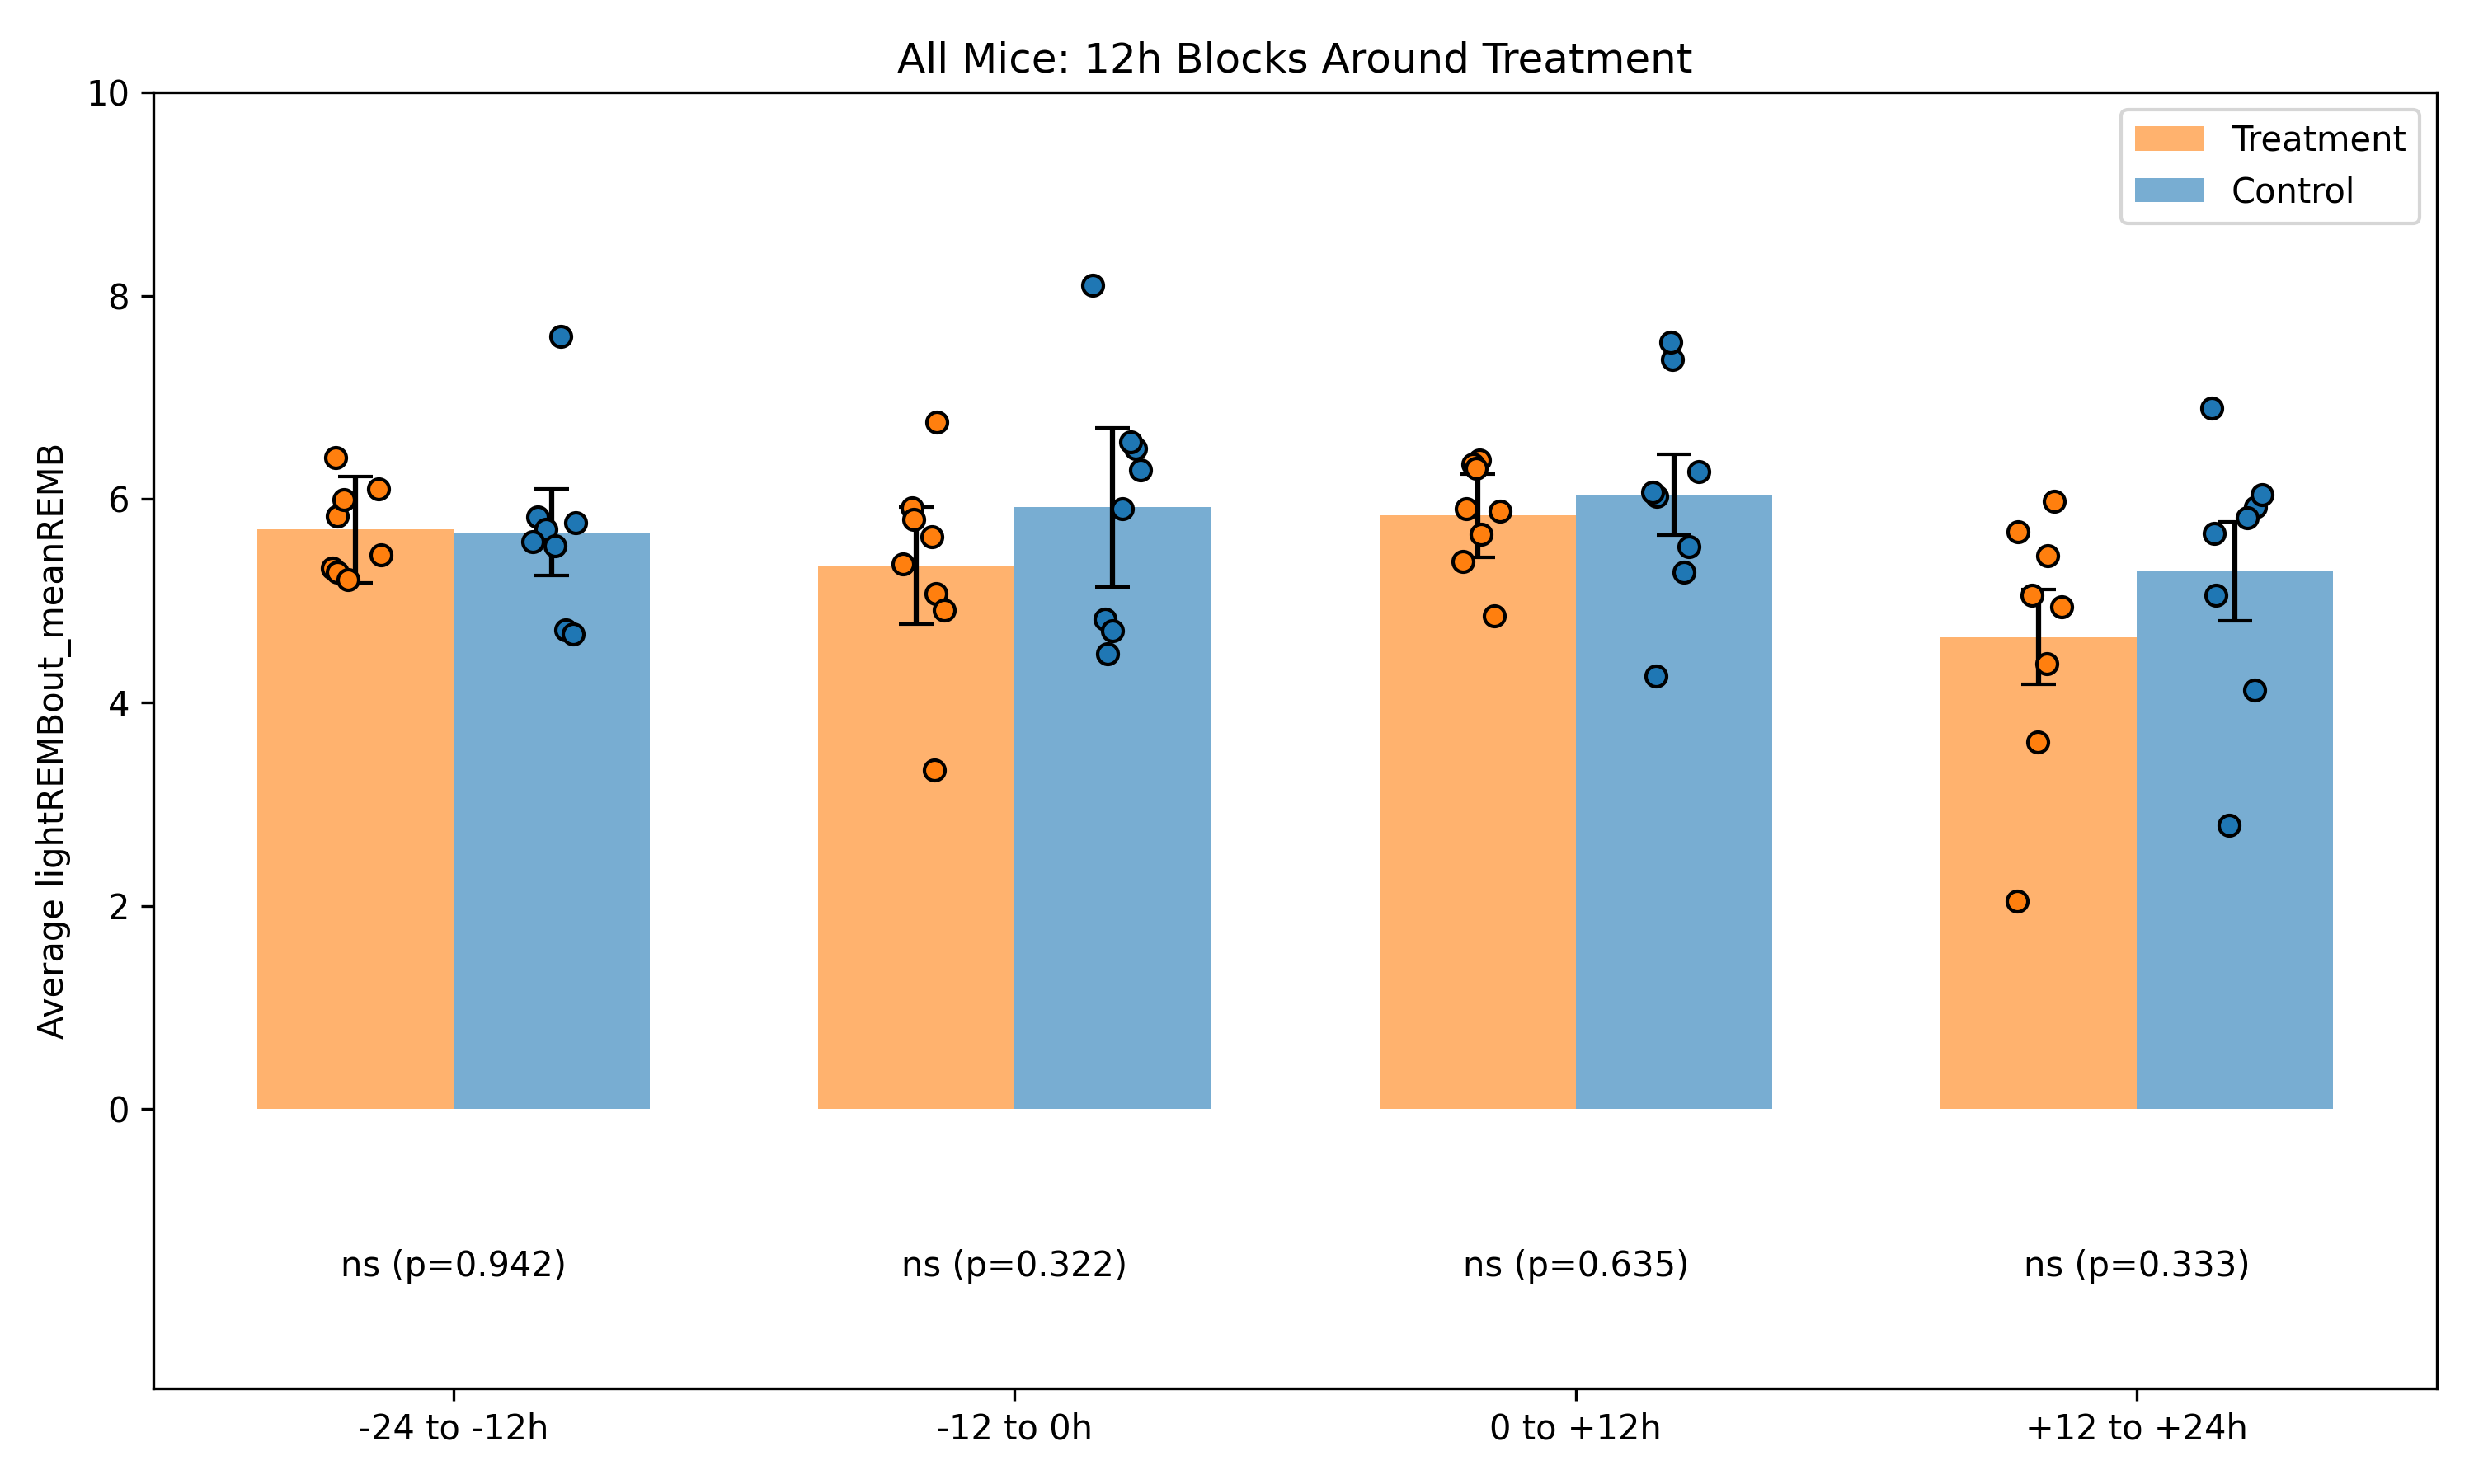 All Mice: 12h Blocks Around Treatment
Treatment
Control
Average lightREMBout_meanREMB
10
8
6
4
2
0
ns (p=0.942)
ns (p=0.322)
ns (p=0.635)
ns (p=0.333)
-24 to -12h
-12 to 0h
0 to +12h
+12 to +24h